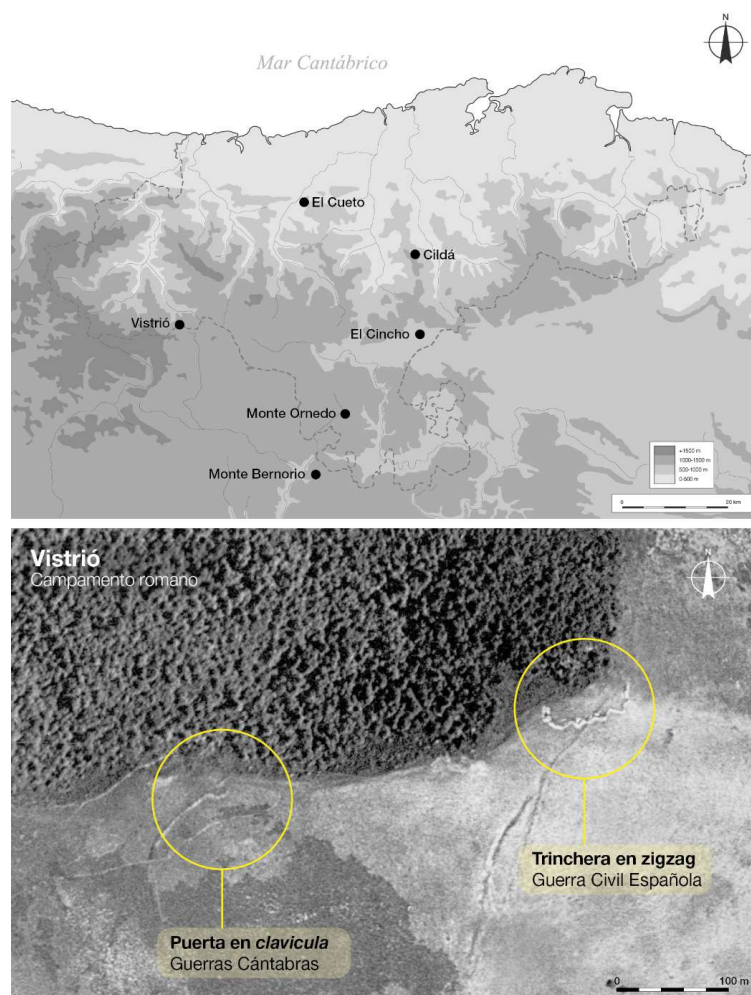 N
Mar Cantábrico
El Cueto
Cildá
Vistrió
El Cincho
Monte Ornedo
Monte Bernorio
+1500 m
1000-1500 m
500-1000 m
0-500 m
0 20 km
Vistrió
Campamento romano
N
Trinchera en zigzag
Guerra Civil Española
Puerta en clavicula
Guerras Cántabras
0 100 m